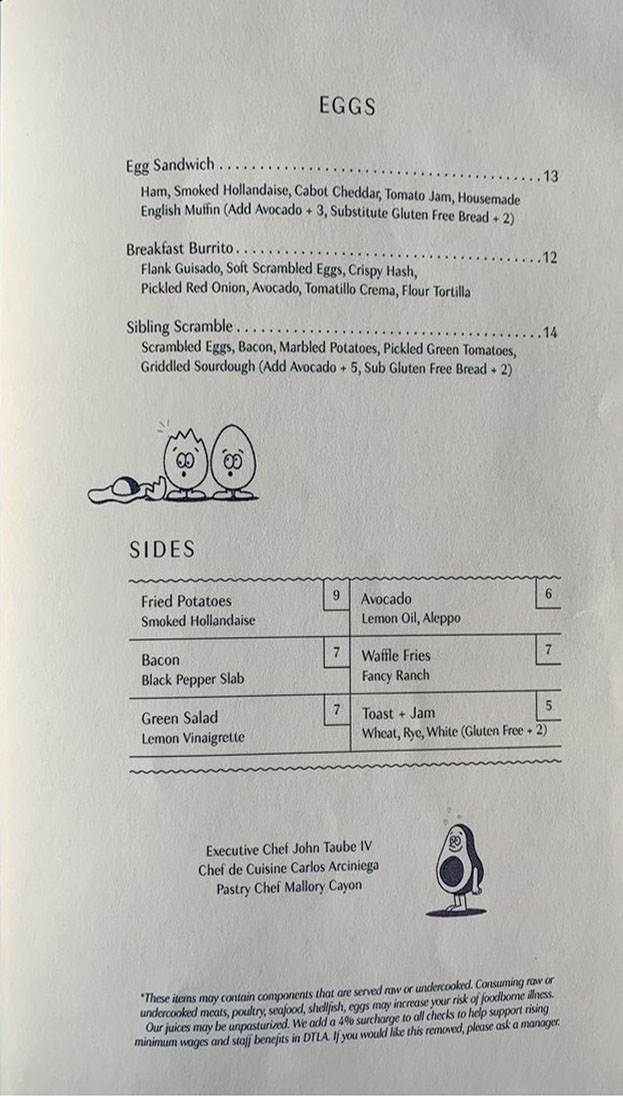 EGGS
Egg Sandwich ........................................ 13
Ham, Smoked Hollandaise, Cabot Cheddar, Tomato Jam, Housemade
English Muffin (Add Avocado + 3, Substitute Gluten Free Bread + 2)
Breakfast Burrito ........................................ 12
Flank Guisado, Soft Scrambled Eggs, Crispy Hash,
Pickled Red Onion, Avocado, Tomatillo Crema, Flour Tortilla
Sibling Scramble ........................................ 14
Scrambled Eggs, Bacon, Marbled Potatoes, Pickled Green Tomatoes,
Griddled Sourdough (Add Avocado + 5, Sub Gluten Free Bread + 2)
SIDES
Fried Potatoes 9
Smoked Hollandaise
Avocado 6
Lemon Oil, Aleppo
Bacon 7
Black Pepper Slab
Waffle Fries 7
Fancy Ranch
Green Salad 7
Lemon Vinaigrette
Toast + Jam 5
Wheat, Rye, White (Gluten Free + 2)
Executive Chef John Taube IV
Chef de Cuisine Carlos Arciniega
Pastry Chef Mallory Cayon
*These items may contain components that are served raw or undercooked. Consuming raw or
undercooked meats, poultry, seafood, shellfish, eggs may increase your risk of foodborne illness.
Our juices may be unpasturized. We add a 4% surcharge to all checks to help support rising
minimum wages and staff benefits in DTLA. If you would like this removed, please ask a manager.